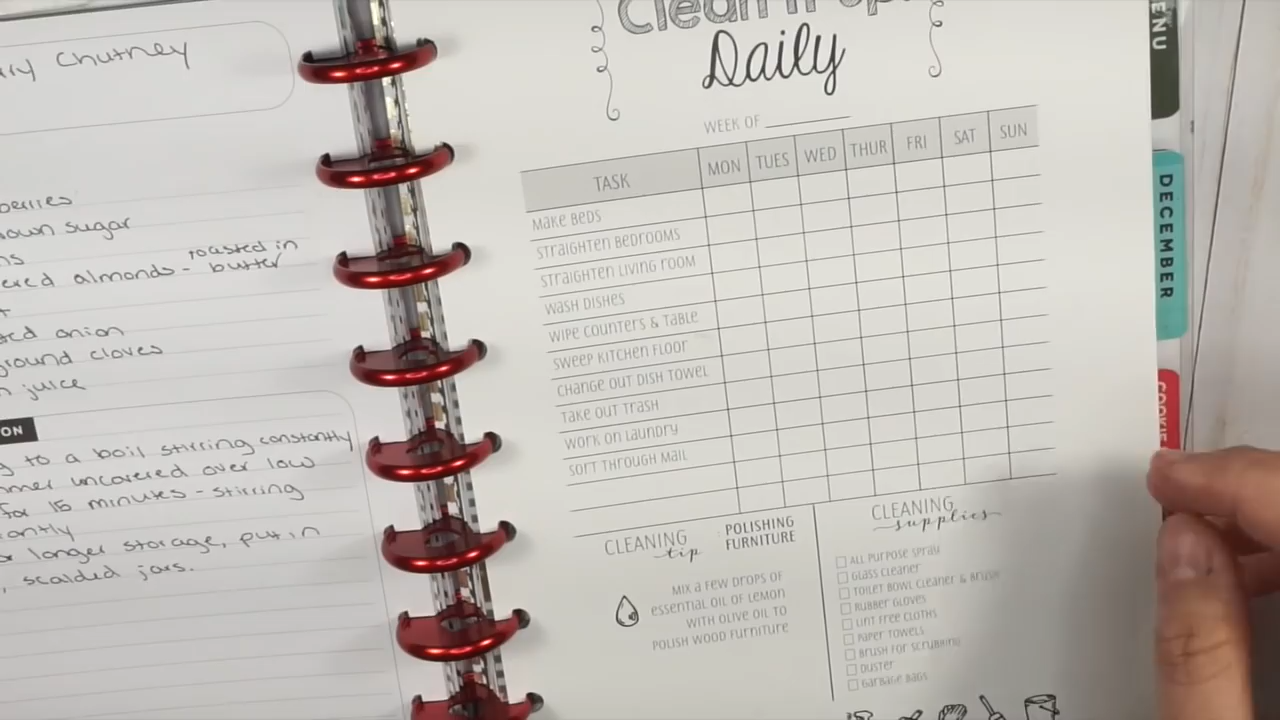 Chutney
berries
sugar
roasted in
almonds - butter
onion
ground cloves
juice
ON
to a boil stirring constantly
uncovered over low
for 15 minutes - stirring
longer storage, put in
scalded jars.
Daily
WEEK OF
TASK MON TUES WED THUR FRI SAT SUN
MAKE BEDS
STRAIGHTEN BEDROOMS
STRAIGHTEN LIVING ROOM
WASH DISHES
WIPE COUNTERS & TABLE
SWEEP KITCHEN FLOOR
CHANGE OUT DISH TOWEL
TAKE OUT TRASH
WORK ON LAUNDRY
SORT THROUGH MAIL
CLEANING tip : POLISHING FURNITURE
MIX A FEW DROPS OF
ESSENTIAL OIL OF LEMON
WITH OLIVE OIL TO
POLISH WOOD FURNITURE
CLEANING supplies
ALL PURPOSE SPRAY
GLASS CLEANER
TOILET BOWL CLEANER & BRUSH
RUBBER GLOVES
LINT FREE CLOTHS
PAPER TOWELS
BRUSH FOR SCRUBBING
DUSTER
GARBAGE BAGS
ENU
DECEMBER
COOKIE